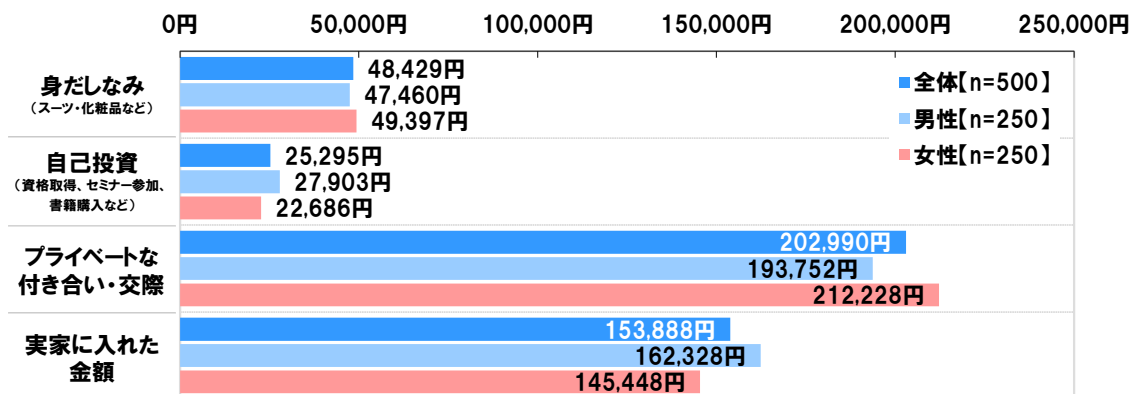 0円 50,000円 100,000円 150,000円 200,000円 250,000円
全体【n=500】
男性【n=250】
女性【n=250】
身だしなみ
（スーツ・化粧品など）
48,429円
47,460円
49,397円
自己投資
（資格取得、セミナー参加、
書籍購入など）
25,295円
27,903円
22,686円
プライベートな
付き合い・交際
202,990円
193,752円
212,228円
実家に入れた
金額
153,888円
162,328円
145,448円